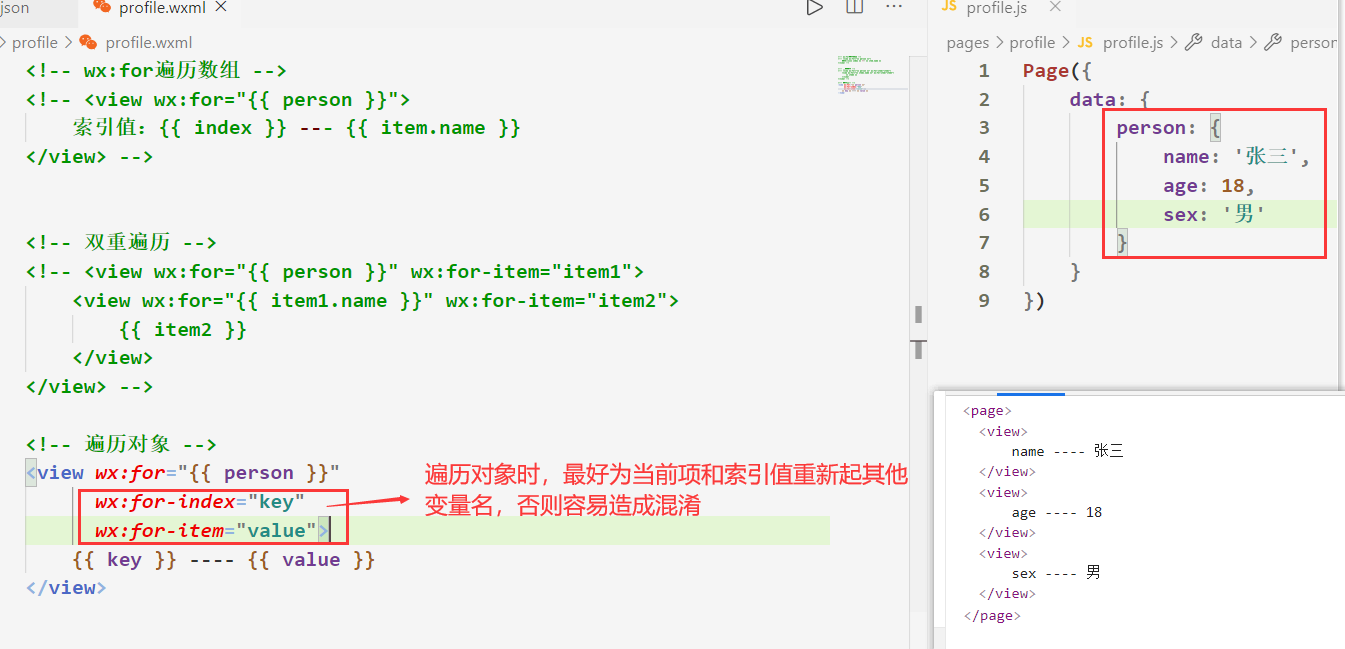 json
profile.wxml
profile
profile.wxml
<!-- wx:for遍历数组 -->
<!-- <view wx:for="{{ person }}">
索引值：{{ index }} --- {{ item.name }}
</view> -->
<!-- 双重遍历 -->
<!-- <view wx:for="{{ person }}" wx:for-item="item1">
<view wx:for="{{ item1.name }}" wx:for-item="item2">
{{ item2 }}
</view>
</view> -->
<!-- 遍历对象 -->
<view wx:for="{{ person }}"
wx:for-index="key"
wx:for-item="value">
{{ key }} ---- {{ value }}
</view>
遍历对象时，最好为当前项和索引值重新起其他
变量名，否则容易造成混淆
JS profile.js
pages > profile > JS profile.js > data > person
1 Page({
2 data: {
3 person: {
4 name: '张三',
5 age: 18,
6 sex: '男'
7 }
8 }
9 })
<page>
<view>
name ---- 张三
</view>
<view>
age ---- 18
</view>
<view>
sex ---- 男
</view>
</page>